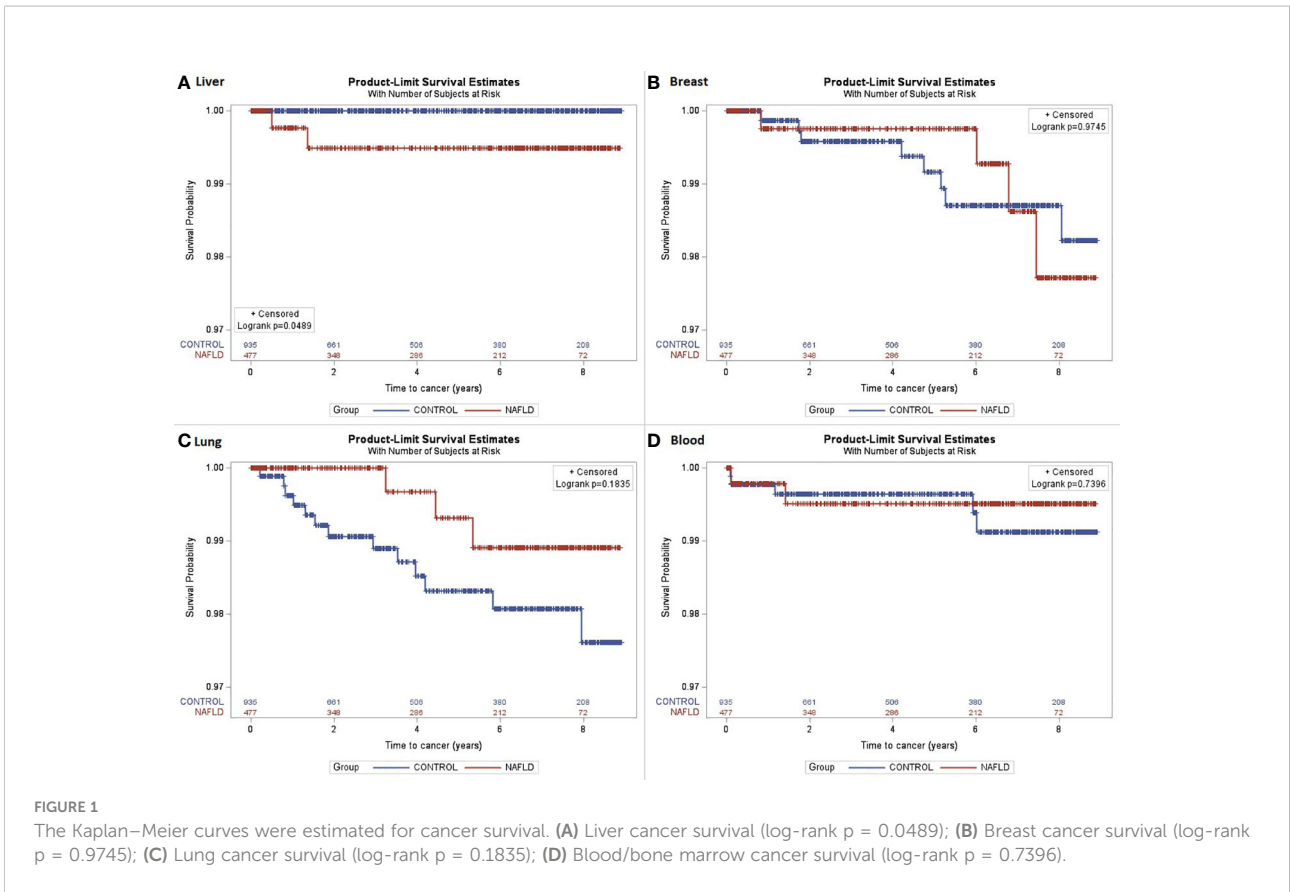 A Liver
Product-Limit Survival Estimates
With Number of Subjects at Risk
1.00
0.99
0.98
0.97
Survival Probability
+ Censored
Logrank p=0.0489
CONTROL 935 661 506 380 208
NAFLD 477 348 286 212 72
0 2 4 6 8
Time to cancer (years)
Group CONTROL NAFLD
B Breast
Product-Limit Survival Estimates
With Number of Subjects at Risk
1.00
0.99
0.98
0.97
Survival Probability
+ Censored
Logrank p=0.9745
CONTROL 935 661 506 380 208
NAFLD 477 348 286 212 72
0 2 4 6 8
Time to cancer (years)
Group CONTROL NAFLD
C Lung
Product-Limit Survival Estimates
With Number of Subjects at Risk
1.00
0.99
0.98
0.97
Survival Probability
+ Censored
Logrank p=0.1835
CONTROL 935 661 506 380 208
NAFLD 477 348 286 212 72
0 2 4 6 8
Time to cancer (years)
Group CONTROL NAFLD
D Blood
Product-Limit Survival Estimates
With Number of Subjects at Risk
1.00
0.99
0.98
0.97
Survival Probability
+ Censored
Logrank p=0.7396
CONTROL 935 661 506 380 208
NAFLD 477 348 286 212 72
0 2 4 6 8
Time to cancer (years)
Group CONTROL NAFLD
FIGURE 1
The Kaplan–Meier curves were estimated for cancer survival. (A) Liver cancer survival (log-rank p = 0.0489); (B) Breast cancer survival (log-rank
p = 0.9745); (C) Lung cancer survival (log-rank p = 0.1835); (D) Blood/bone marrow cancer survival (log-rank p = 0.7396).